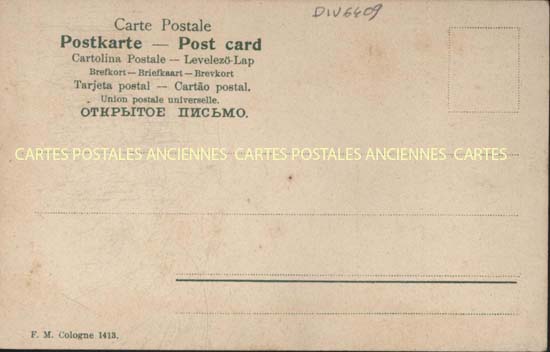 DIV6409
Carte Postale
Postkarte — Post card
Cartolina Postale — Levelező-Lap
Brefkort — Briefkaart — Brevkort
Tarjeta postal — Cartão postal.
Union postale universelle.
ОТКРЫТОЕ ПИСЬМО.
CARTES POSTALES ANCIENNES CARTES POSTALES ANCIENNES CARTES
F. M. Cologne 1413.